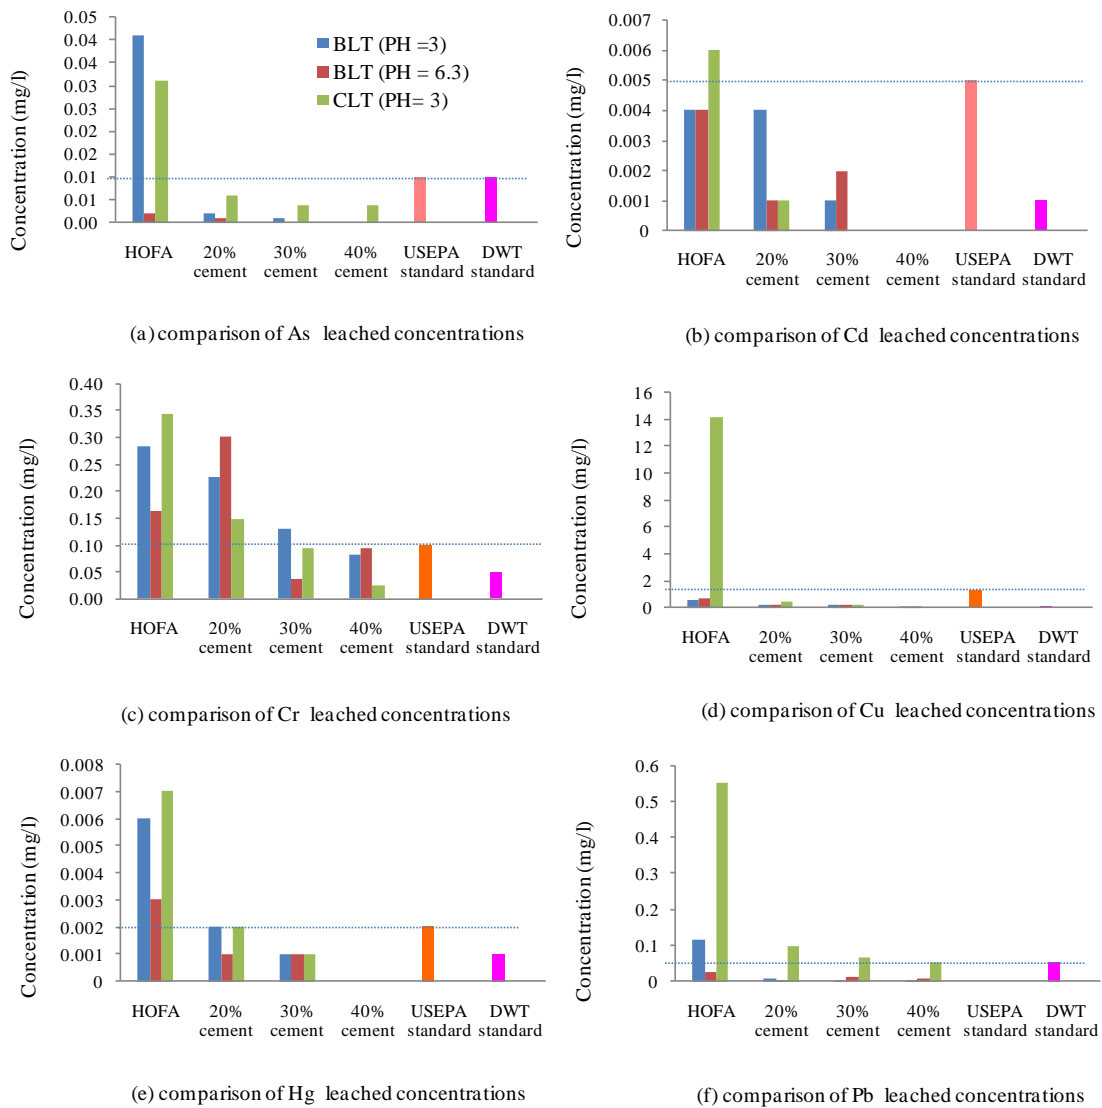 0.05
0.04
0.04
0.03
0.03
0.02
0.02
0.01
0.01
0.00
Concentration (mg/l)
BLT (PH =3)
BLT (PH = 6.3)
CLT (PH= 3)
HOFA 20% cement 30% cement 40% cement USEPA standard DWT standard
(a) comparison of As leached concentrations
0.007
0.006
0.005
0.004
0.003
0.002
0.001
0
Concentration (mg/l)
HOFA 20% cement 30% cement 40% cement USEPA standard DWT standard
(b) comparison of Cd leached concentrations
0.40
0.35
0.30
0.25
0.20
0.15
0.10
0.05
0.00
Concentration (mg/l)
HOFA 20% cement 30% cement 40% cement USEPA standard DWT standard
(c) comparison of Cr leached concentrations
16
14
12
10
8
6
4
2
0
Concentration (mg/l)
HOFA 20% cement 30% cement 40% cement USEPA standard DWT standard
(d) comparison of Cu leached concentrations
0.008
0.007
0.006
0.005
0.004
0.003
0.002
0.001
0
Concentration (mg/l)
HOFA 20% cement 30% cement 40% cement USEPA standard DWT standard
(e) comparison of Hg leached concentrations
0.6
0.5
0.4
0.3
0.2
0.1
0
Concentration (mg/l)
HOFA 20% cement 30% cement 40% cement USEPA standard DWT standard
(f) comparison of Pb leached concentrations